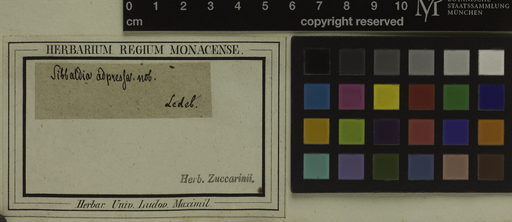 0 1 2 3 4 5 6 7 8 9 10
cm copyright reserved
STAATSSAMMLUNG
MÜNCHEN
HERBARIUM REGIUM MONACENSE.
Sibbaldia adpressa. nob.
Ledeb.
Herb. Zuccarinii.
Herbar. Univ. Ludov. Maximil.